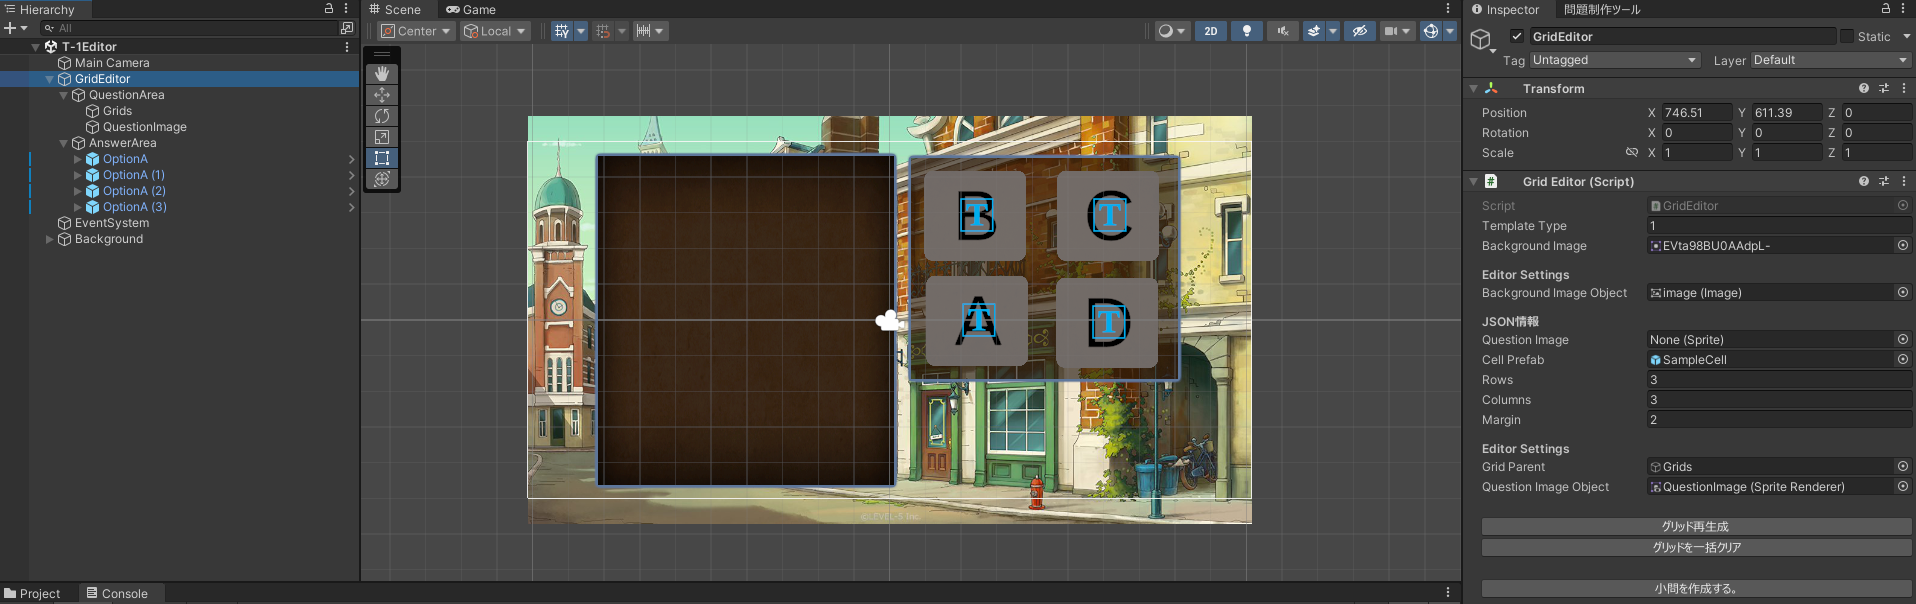 Hierarchy
All
T-1Editor
Main Camera
GridEditor
QuestionArea
Grids
QuestionImage
AnswerArea
OptionA
OptionA (1)
OptionA (2)
OptionA (3)
EventSystem
Background
Project
Console
Scene
Game
Center
Local
2D
B
T
C
T
A
T
D
T
©LEVEL-5 Inc.
Inspector
問題制作ツール
GridEditor
Static
Tag
Untagged
Layer
Default
Transform
Position
X
746.51
Y
611.39
Z
0
Rotation
X
0
Y
0
Z
0
Scale
X
1
Y
1
Z
1
Grid Editor (Script)
Script
GridEditor
Template Type
1
Background Image
EVta98BU0AAdpL-
Editor Settings
Background Image Object
image (Image)
JSON情報
Question Image
None (Sprite)
Cell Prefab
SampleCell
Rows
3
Columns
3
Margin
2
Editor Settings
Grid Parent
Grids
Question Image Object
QuestionImage (Sprite Renderer)
グリッド再生成
グリッドを一括クリア
小問を作成する。